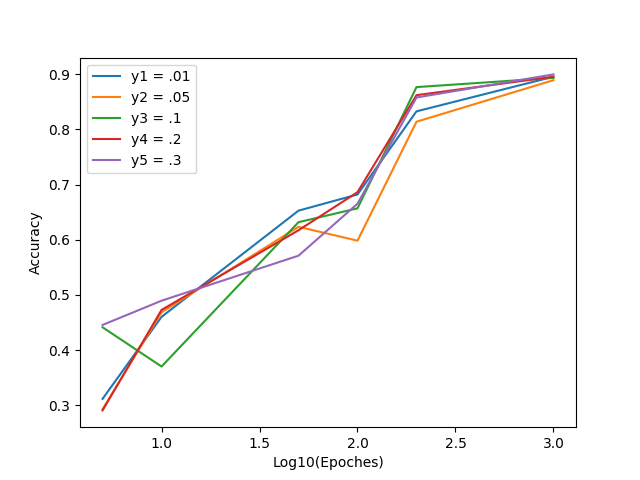 y1 = .01
y2 = .05
y3 = .1
y4 = .2
y5 = .3
Accuracy
0.9
0.8
0.7
0.6
0.5
0.4
0.3
1.0 1.5 2.0 2.5 3.0
Log10(Epoches)